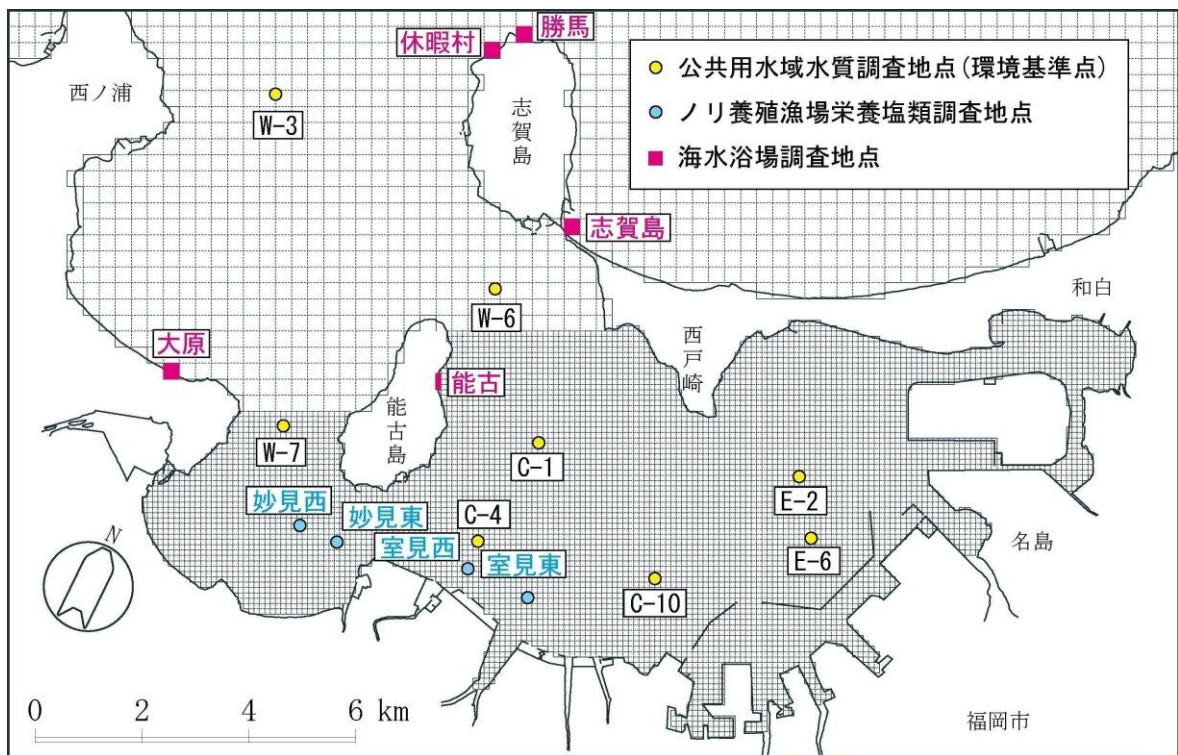 勝馬
休暇村
公共用水域水質調査地点(環境基準点)
ノリ養殖漁場栄養塩類調査地点
海水浴場調査地点
西ノ浦
W-3
志賀島
志賀島
和白
W-6
西戸崎
大原
能古
能古島
W-7
C-1
E-2
妙見西
妙見東
C-4
室見西
室見東
E-6
名島
C-10
N
0 2 4 6 km
福岡市